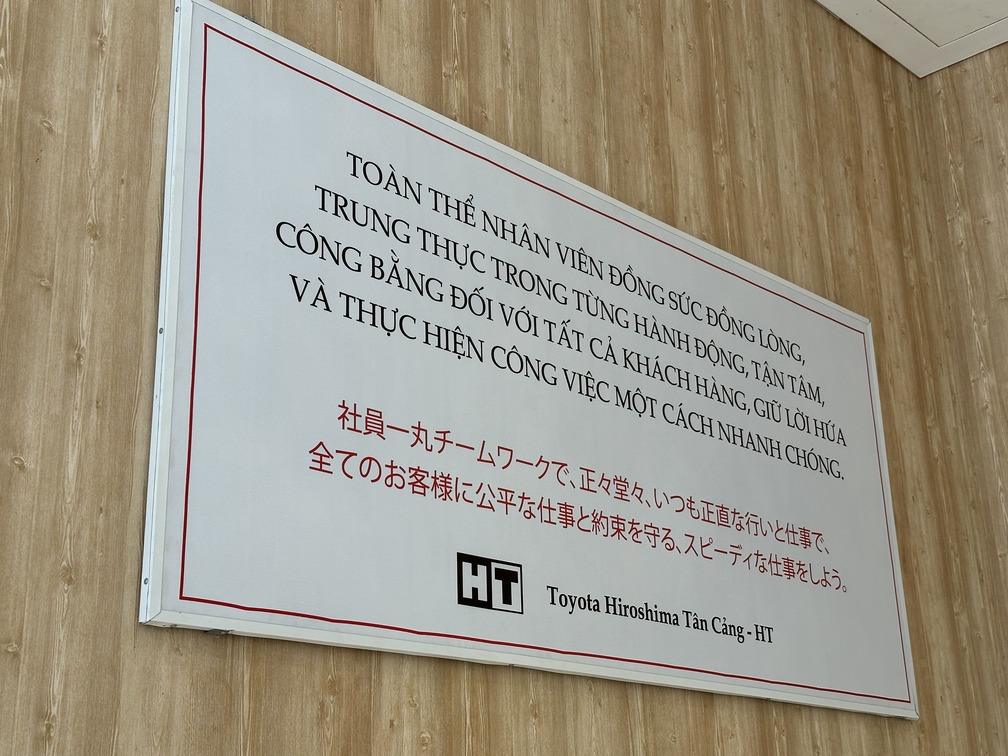 TOÀN THỂ NHÂN VIÊN ĐỒNG SỨC ĐỒNG LÒNG,
TRUNG THỰC TRONG TỪNG HÀNH ĐỘNG, TẬN TÂM,
CÔNG BẰNG ĐỐI VỚI TẤT CẢ KHÁCH HÀNG, GIỮ LỜI HỨA
VÀ THỰC HIỆN CÔNG VIỆC MỘT CÁCH NHANH CHÓNG.
社員一丸チームワークで、正々堂々、いつも正直な行いと仕事で、
全てのお客様に公平な仕事と約束を守る、スピーディな仕事をしよう。
HT Toyota Hiroshima Tân Cảng - HT